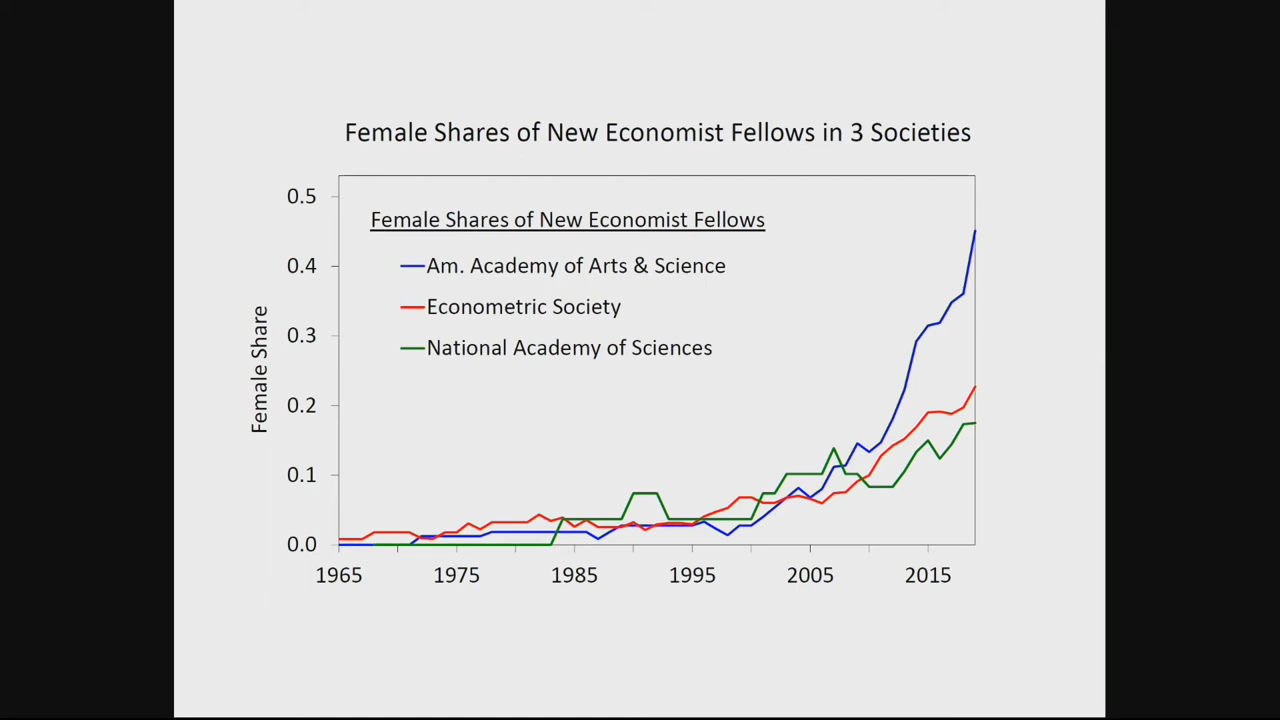 Female Shares of New Economist Fellows in 3 Societies
0.5
Female Shares of New Economist Fellows
0.4
Am. Academy of Arts & Science
Econometric Society
0.3
National Academy of Sciences
Female Share
0.2
0.1
0.0
1965 1975 1985 1995 2005 2015